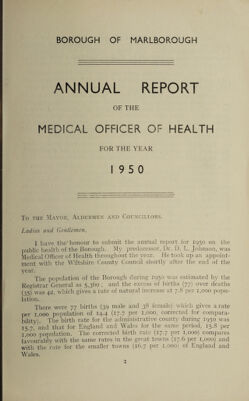 BOROUGH OF MARLBOROUGH
ANNUAL REPORT
OF THE
MEDICAL OFFICER OF HEALTH
FOR THE YEAR
1950
To the Mayor, Aldermen and Councillors.
Ladies and Gentlemen,
I have the honour to submit the annual report for 1950 on the
public health of the Borough. My predecessor, Dr. D. L. Johnson, was
Medical Officer of Health throughout the year. He took up an appoint-
ment with the Wiltshire County Council shortly after the end of the
year.
The population of the Borough during 1950 was estimated by the
Registrar General as 5,367; and the excess of births (77) over deaths
(35) was 42, which gives a rate of natural increase at 7.8 per 1,000 popu-
lation.
There were 77 births (39 male and 38 female) which gives a rate
per 1,000 population of 14.4 (17.7 per 1,000, corrected for compara-
bility). The birth rate for the administrative county during 1950 was
15.7, and that for England and Wales for the same period, 15.8 per
1,000 population. The corrected birth rate (17.7 per 1,000) compares
favourably with the same rates in the great towns (17.6 per 1,000) and
with the rate for the smaller towns (16.7 per 1,000) of England and
Wales.